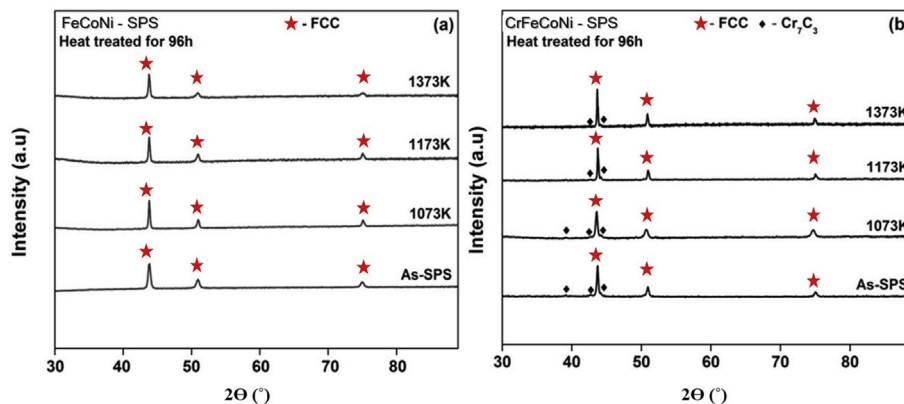 FeCoNi - SPS
★- FCC
(a)
Heat treated for 96h
1373K
1173K
1073K
As-SPS
Intensity (a.u)
30 40 50 60 70 80
2Θ (°)
CrFeCoNi - SPS
★- FCC ♦ - Cr₇C₃
(b)
Heat treated for 96h
1373K
1173K
1073K
As-SPS
Intensity (a.u)
30 40 50 60 70 80
2Θ (°)